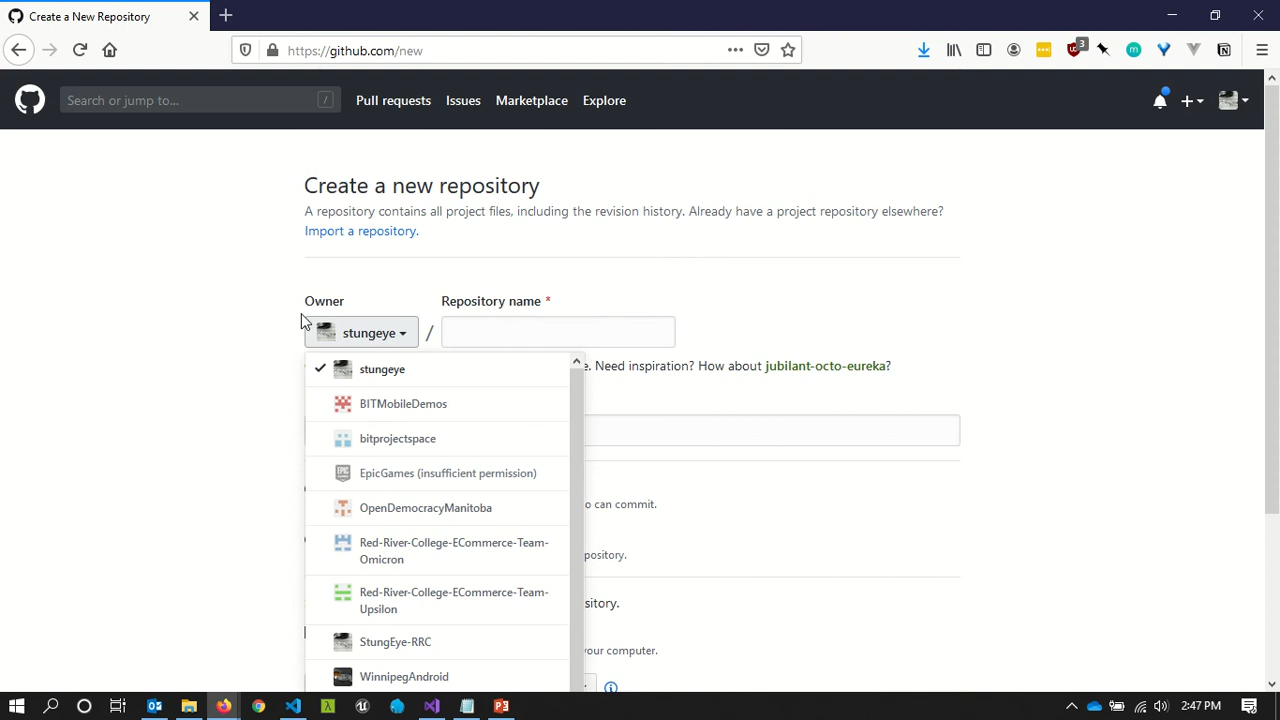 Create a New Repository
https://github.com/new
3
Search or jump to...
/
Pull requests
Issues
Marketplace
Explore
Create a new repository
A repository contains all project files, including the revision history. Already have a project repository elsewhere?
Import a repository.
Owner
Repository name *
stungeye
/
Need inspiration? How about jubilant-octo-eureka?
stungeye
BITMobileDemos
bitprojectspace
EpicGames (insufficient permission)
OpenDemocracyManitoba
can commit.
Red-River-College-ECommerce-Team-
Omicron
Red-River-College-ECommerce-Team-
Upsilon
StungEye-RRC
your computer.
WinnipegAndroid
2:47 PM